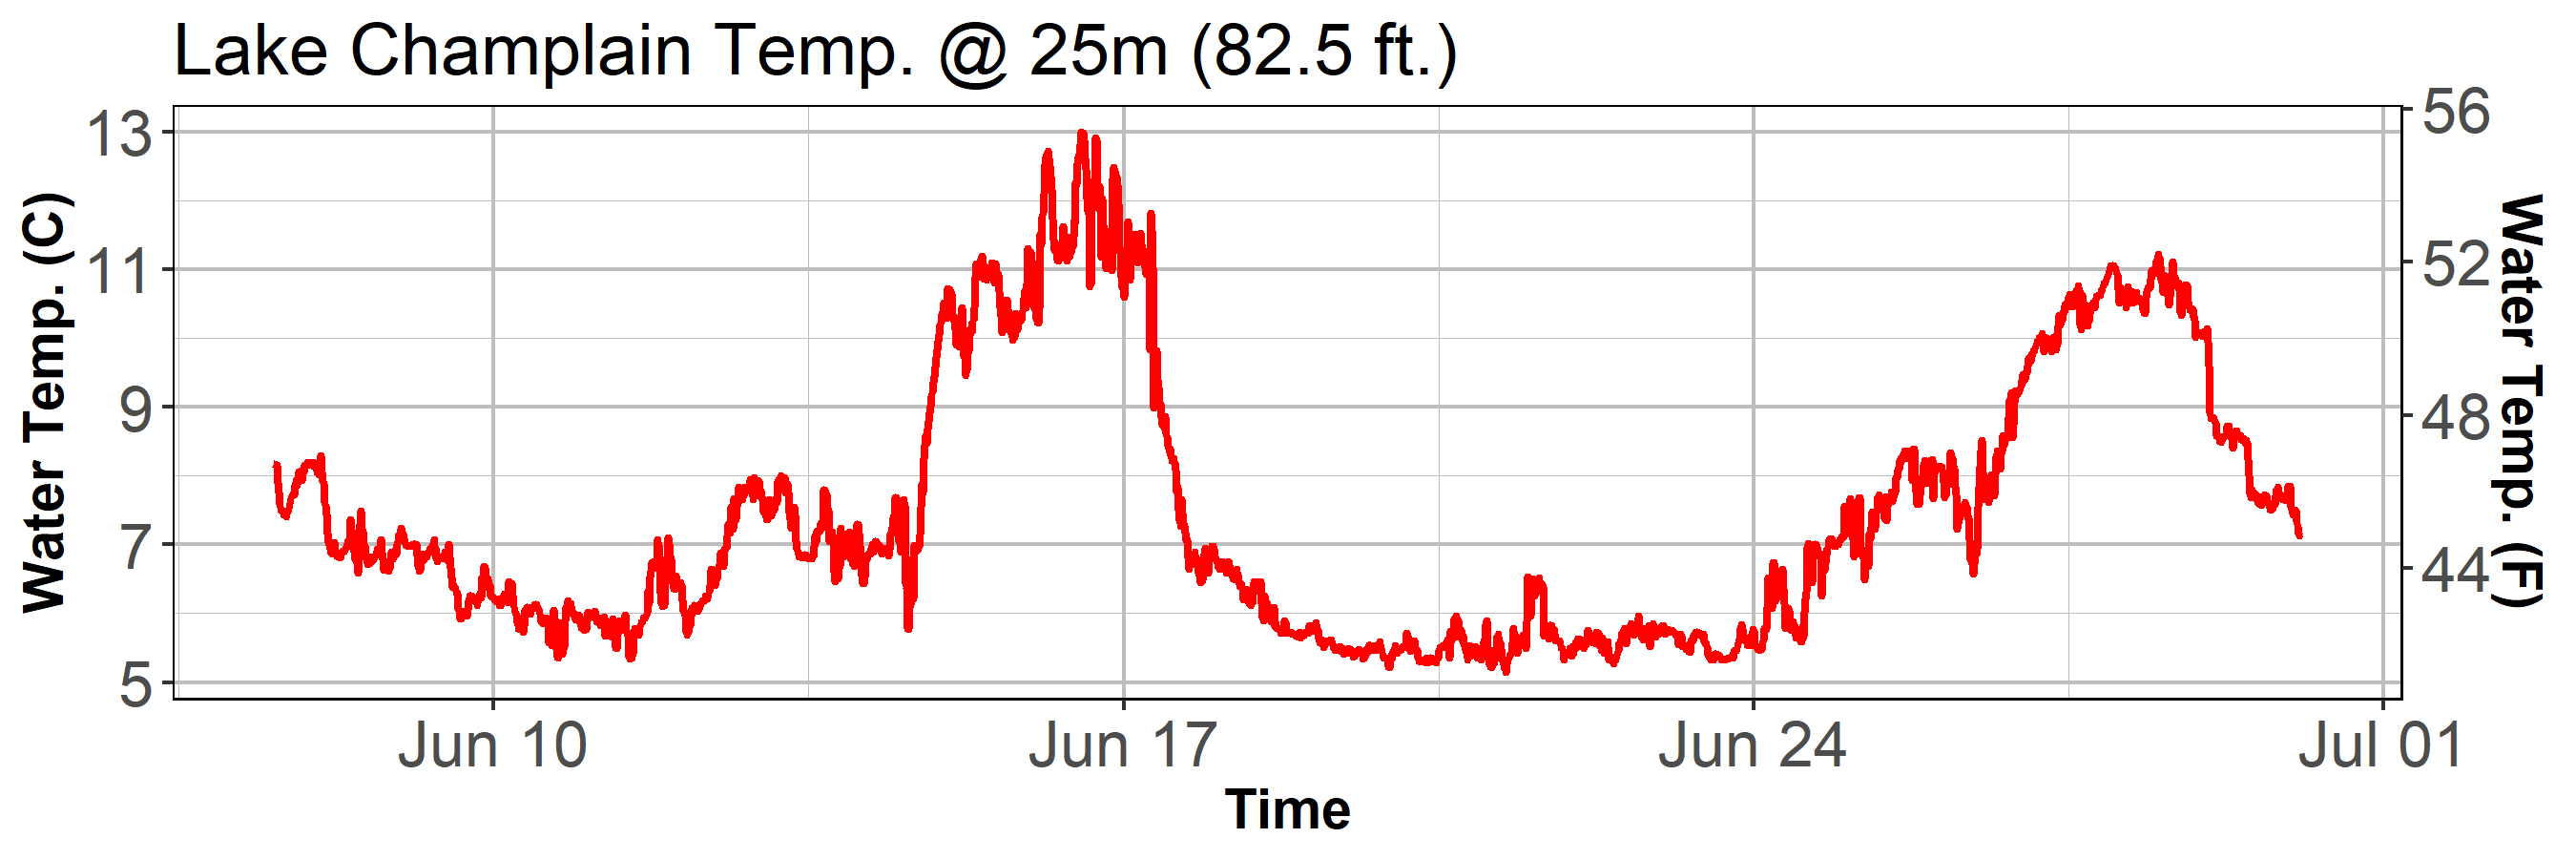 Lake Champlain Temp. @ 25m (82.5 ft.)
Water Temp. (C)
13
11
9
7
5
56
52
48
44
Water Temp. (F)
Jun 10
Jun 17
Jun 24
Jul 01
Time